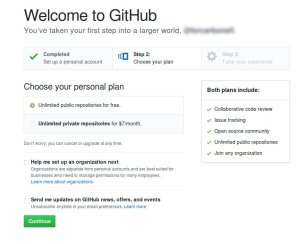 Welcome to GitHub
You've taken your first step into a larger world,
Completed
Set up a personal account
Step 2:
Choose your plan
Step 3:
Tailor your experience
Choose your personal plan
Unlimited public repositories for free.
Unlimited private repositories for $7/month.
Don't worry, you can cancel or upgrade at any time.
Help me set up an organization next
Organizations are separate from personal accounts and are best suited for
businesses who need to manage permissions for many employees.
Learn more about organizations
Send me updates on GitHub news, offers, and events
Unsubscribe anytime in your email preferences. Learn more
Continue
Both plans include:
Collaborative code review
Issue tracking
Open source community
Unlimited public repositories
Join any organization